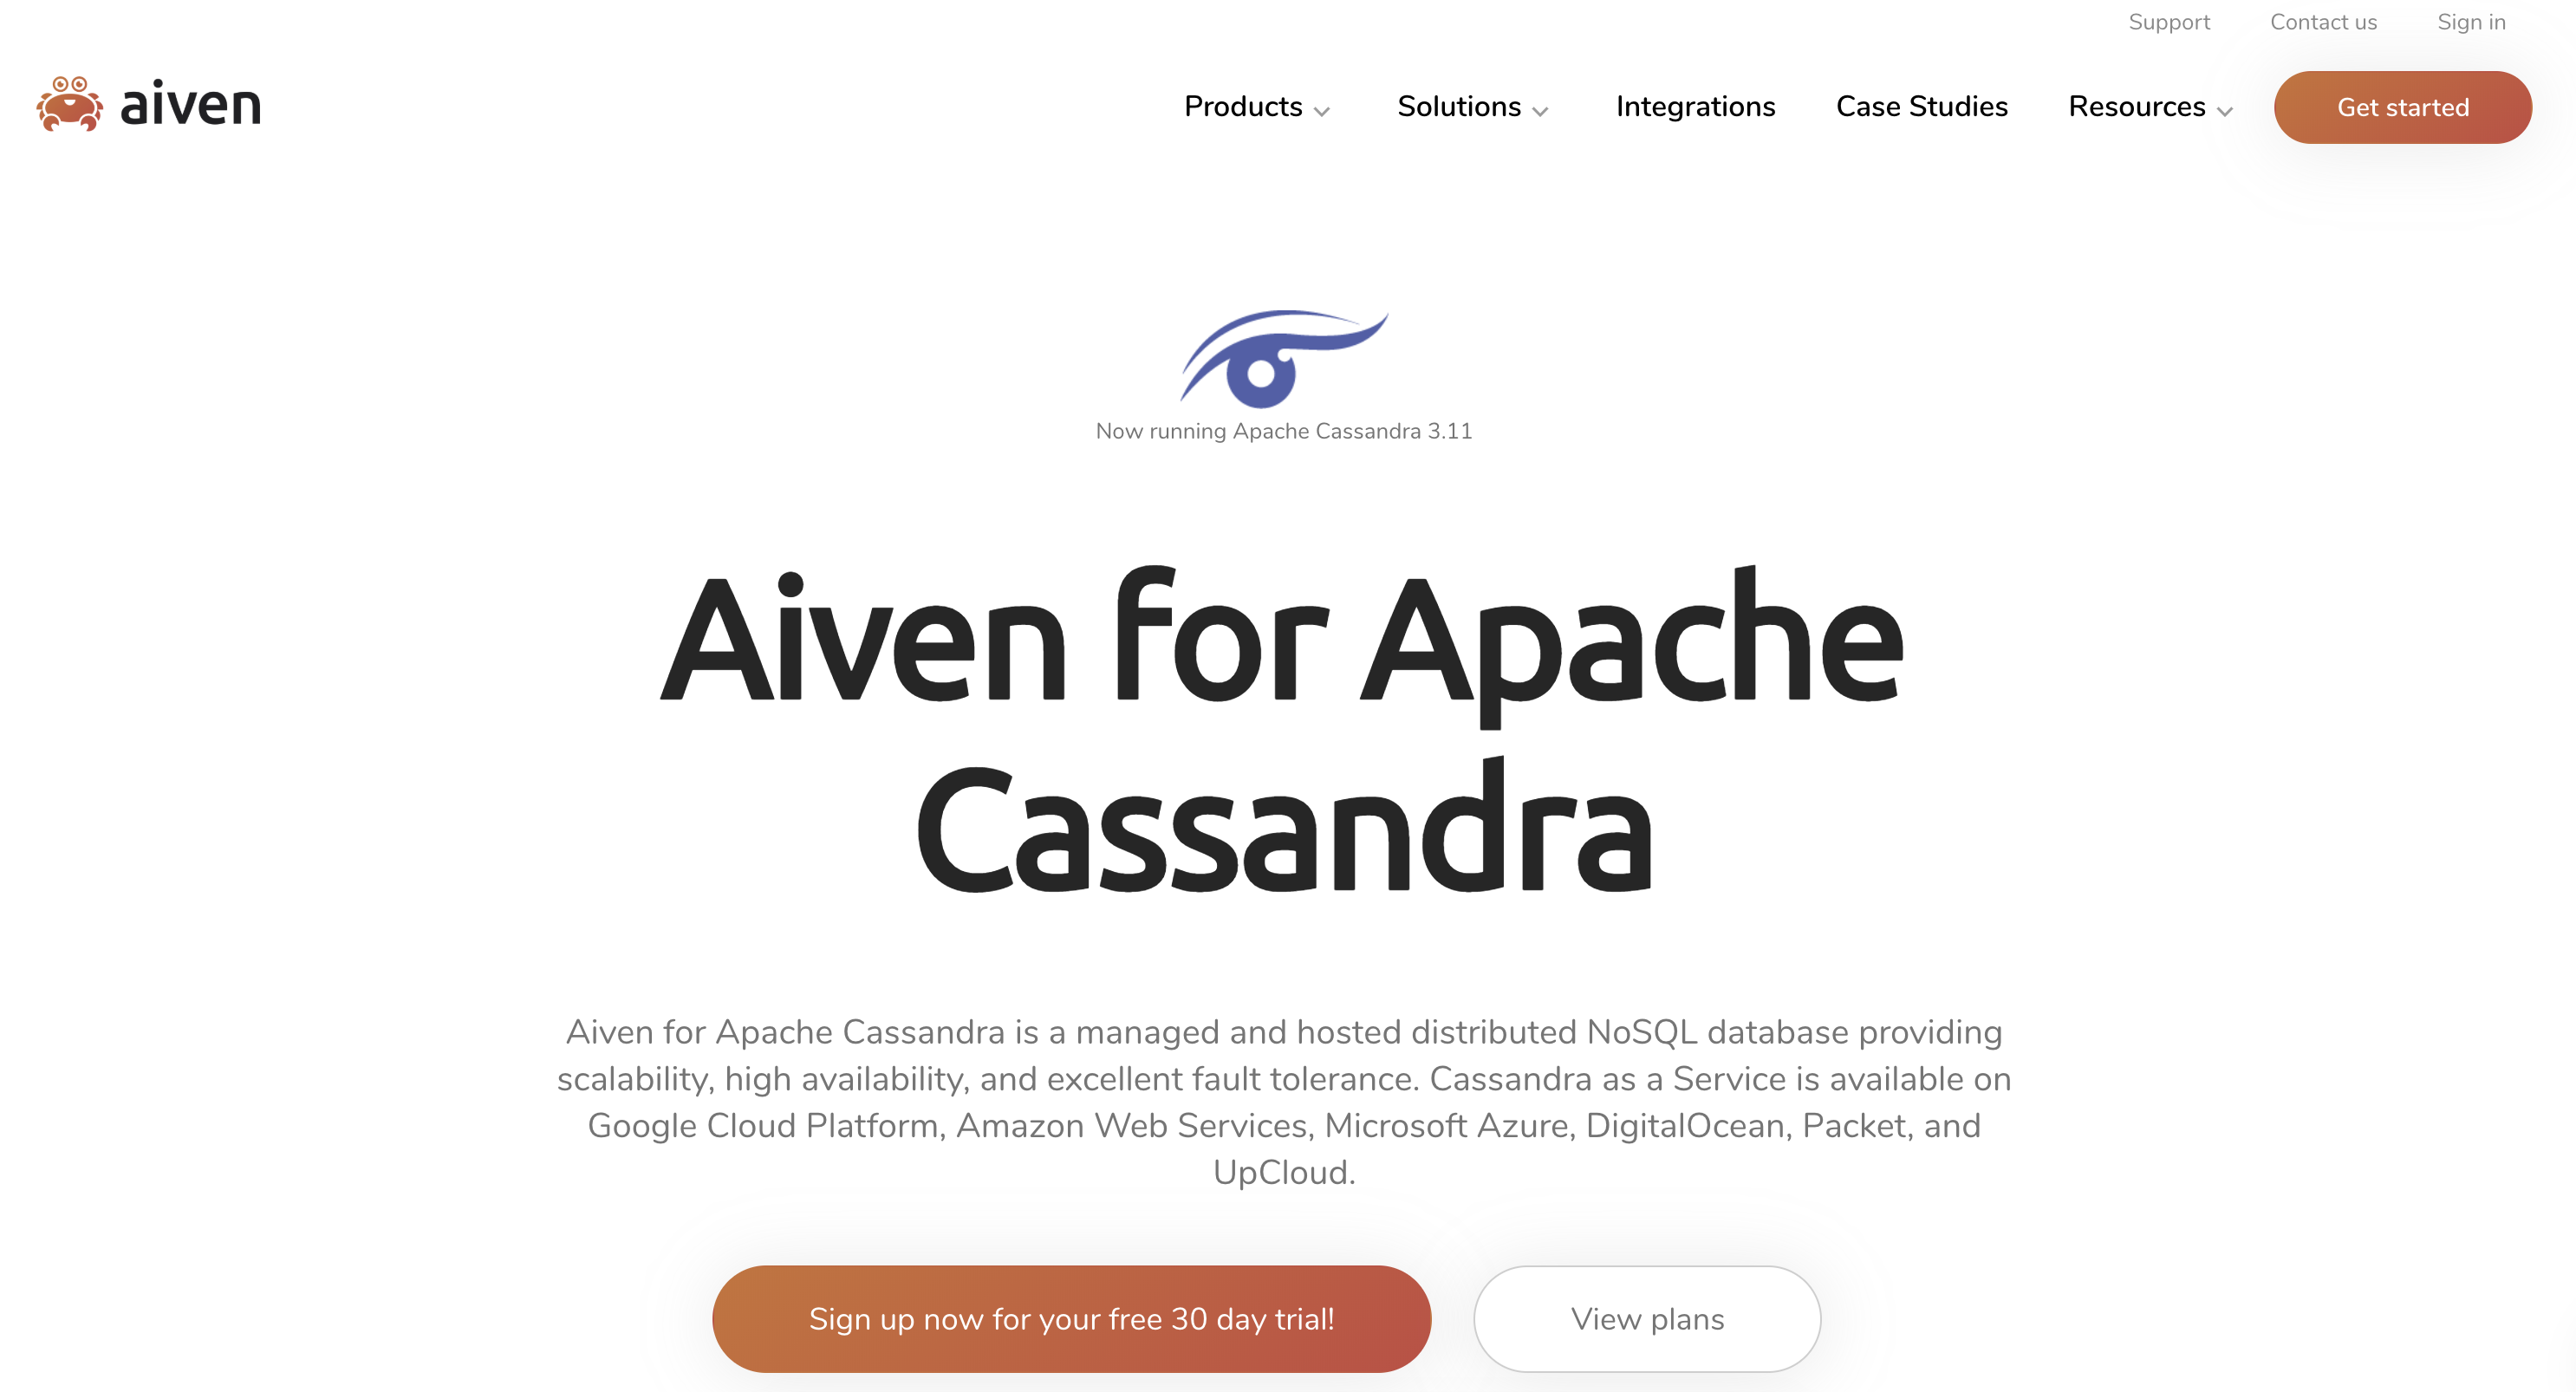 Support Contact us Sign in
aiven Products Solutions Integrations Case Studies Resources Get started
Now running Apache Cassandra 3.11
Aiven for Apache
Cassandra
Aiven for Apache Cassandra is a managed and hosted distributed NoSQL database providing
scalability, high availability, and excellent fault tolerance. Cassandra as a Service is available on
Google Cloud Platform, Amazon Web Services, Microsoft Azure, DigitalOcean, Packet, and
UpCloud.
Sign up now for your free 30 day trial! View plans